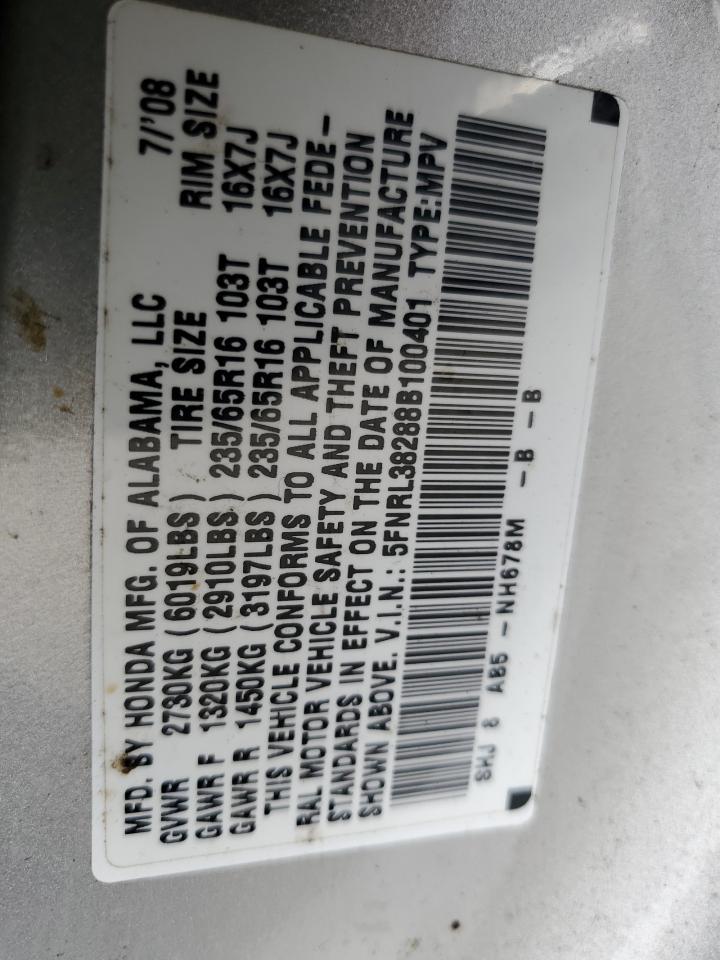 MFD. BY HONDA MFG. OF ALABAMA, LLC 7/'08
GVWR 2730KG (6019LBS) TIRE SIZE RIM SIZE
GAWR F 1320KG (2910LBS) 235/65R16 103T 16X7J
GAWR R 1450KG (3197LBS) 235/65R16 103T 16X7J
THIS VEHICLE CONFORMS TO ALL APPLICABLE FEDE-
RAL MOTOR VEHICLE SAFETY AND THEFT PREVENTION
STANDARDS IN EFFECT ON THE DATE OF MANUFACTURE
SHOWN ABOVE. V.I.N.: 5FNRL38288B100401 TYPE:MPV
SHJ 8 AB5 -NH678M -B -B